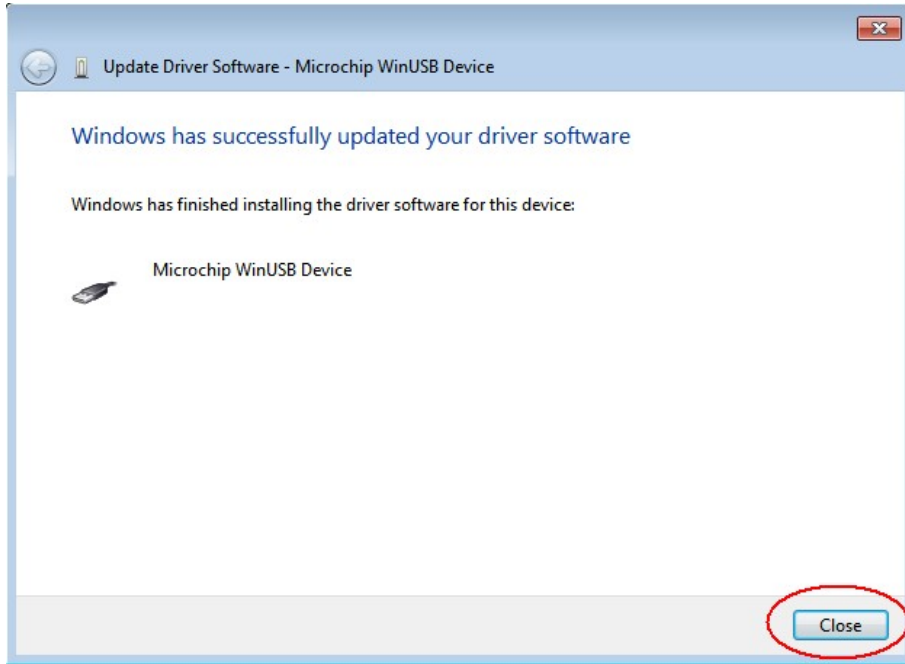 Update Driver Software - Microchip WinUSB Device
Windows has successfully updated your driver software
Windows has finished installing the driver software for this device:
Microchip WinUSB Device
Close